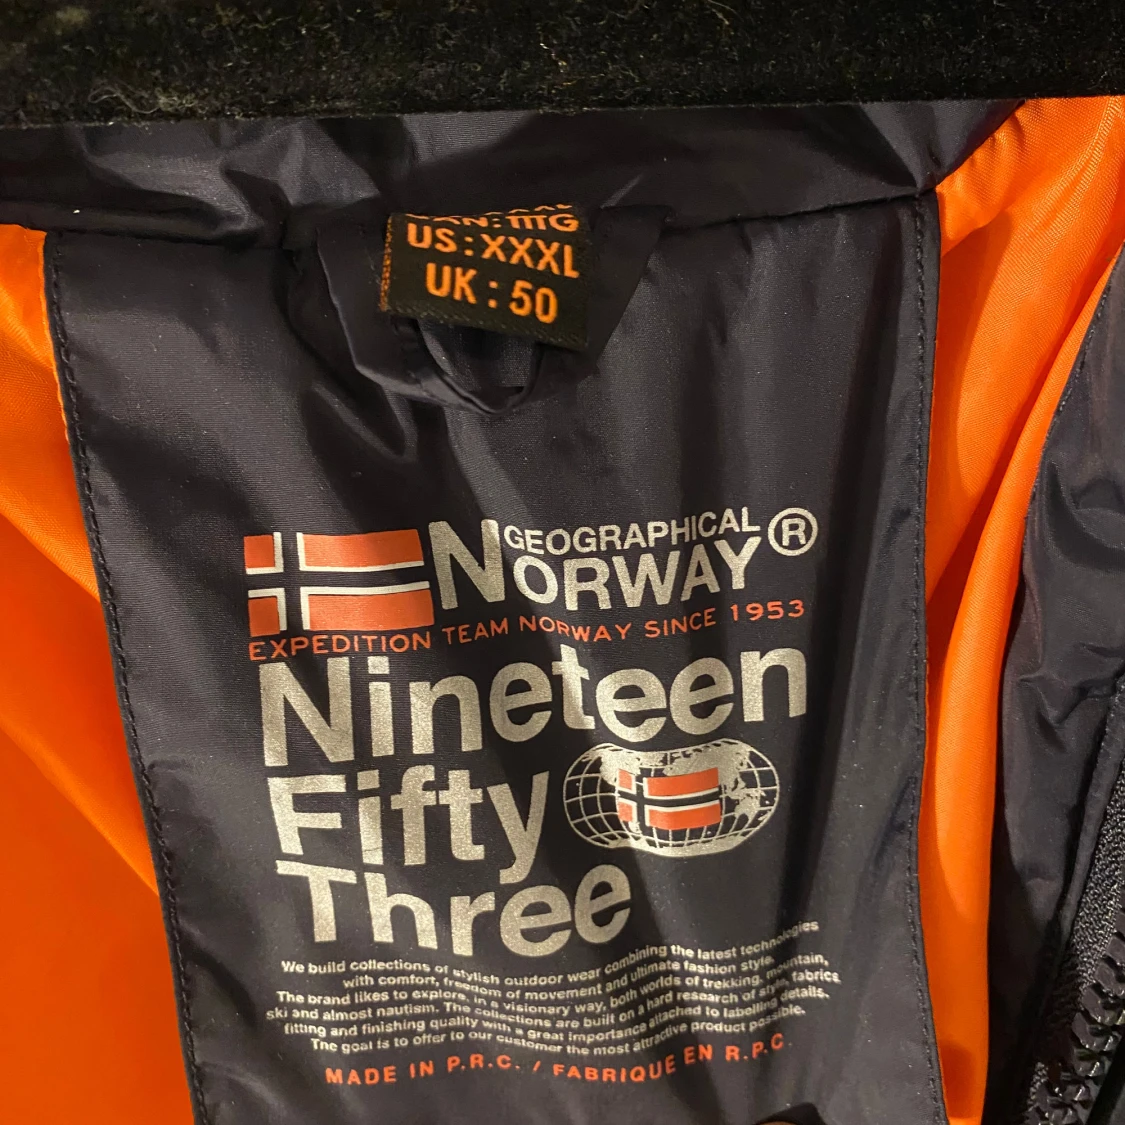 US:XXXL
UK : 50
GEOGRAPHICAL
NORWAY®
EXPEDITION TEAM NORWAY SINCE 1953
Nineteen
Fifty
Three
We build collections of stylish outdoor wear combining the latest technologies
with comfort, freedom of movement and ultimate fashion style.
The brand likes to explore, in a visionary way, both worlds of trekking, mountain,
ski and almost nautism. The collections are built on a hard research of style, fabrics
fitting and finishing quality with a great importance attached to labelling details.
The goal is to offer to our customer the most attractive product possible.
MADE IN P.R.C. / FABRIQUE EN R.P.C.